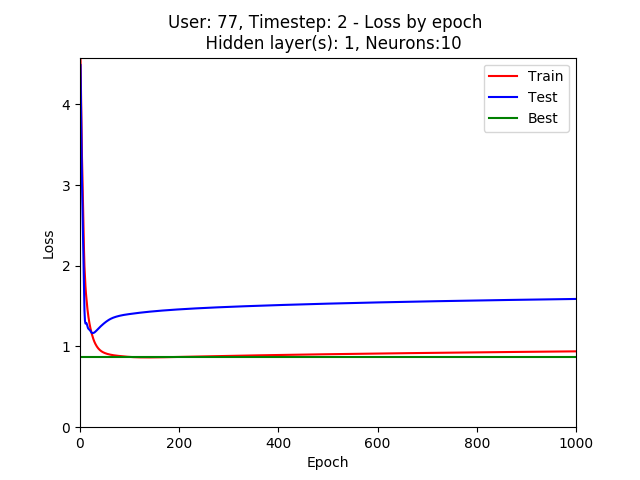 User: 77, Timestep: 2 - Loss by epoch
Hidden layer(s): 1, Neurons:10
Train
Test
Best
4
3
2
1
0
Loss
0
200
400
600
800
1000
Epoch